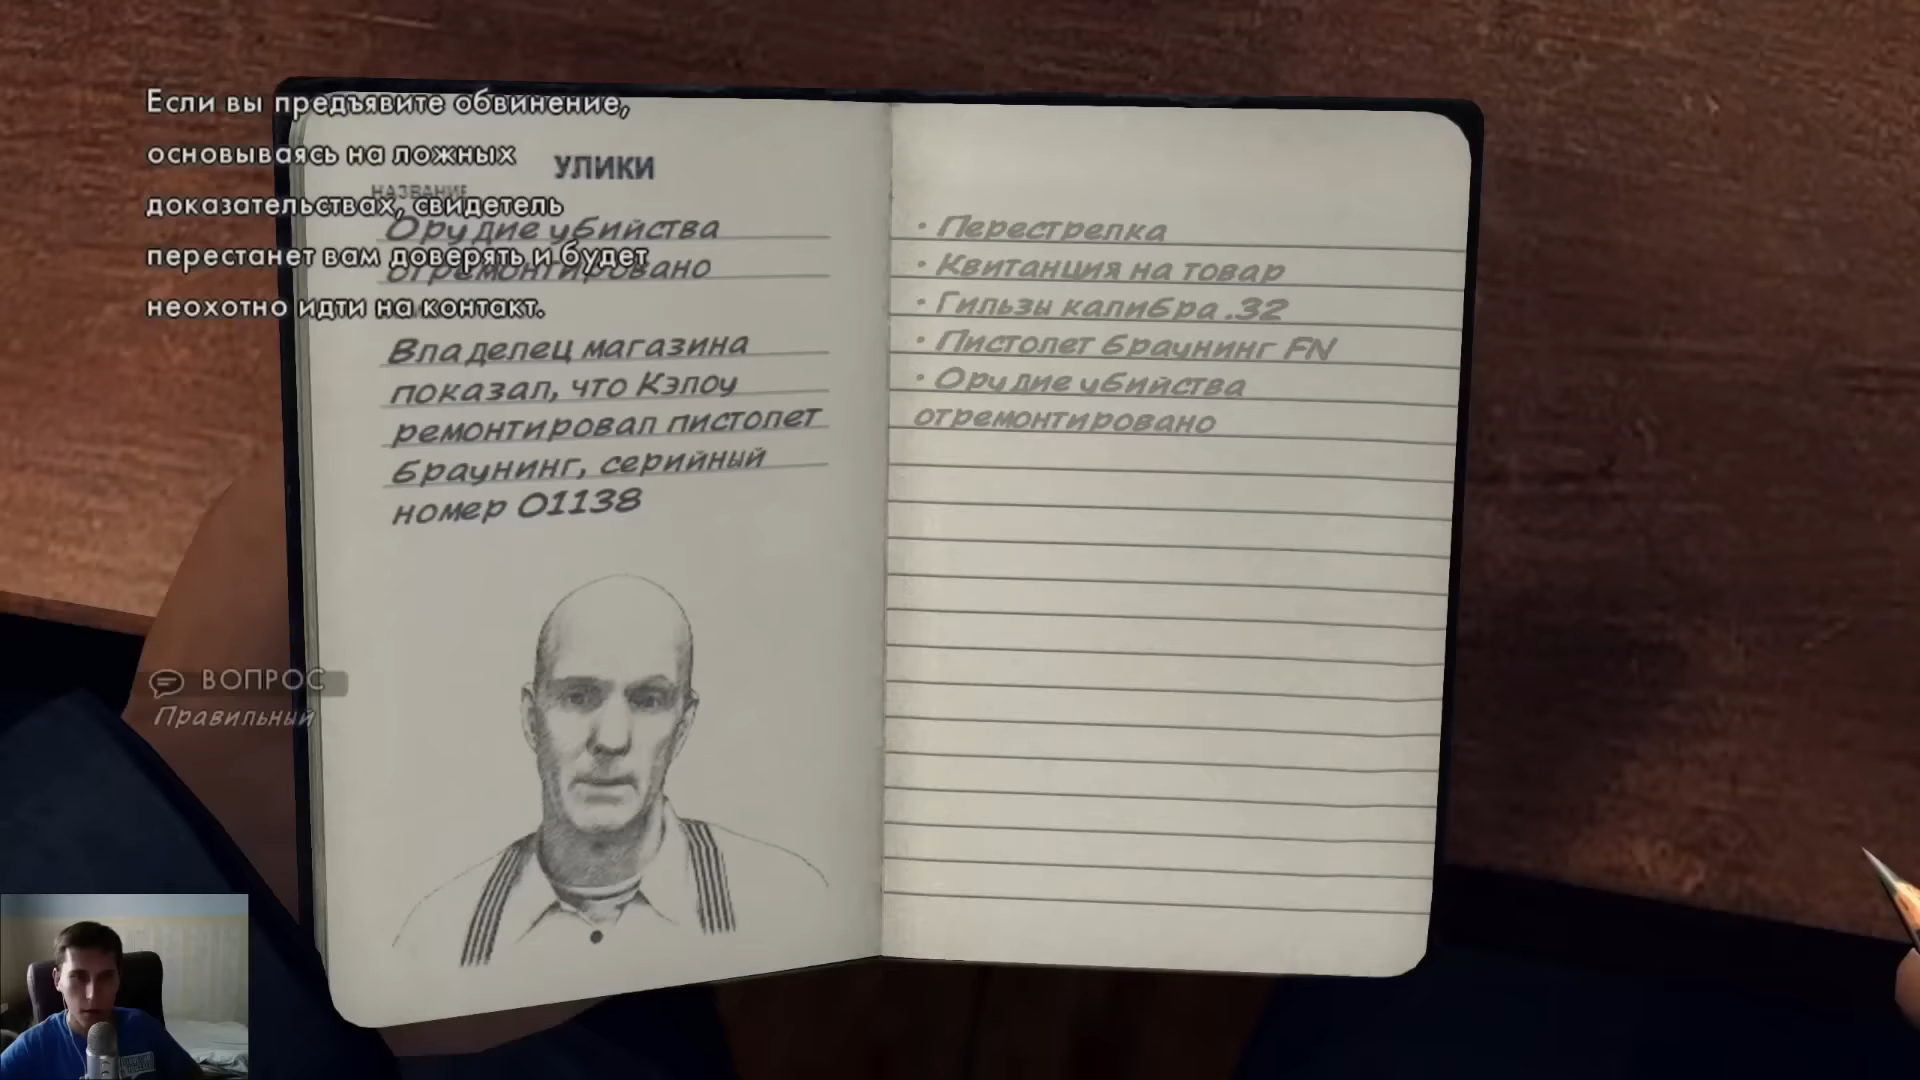 Если вы предъявите обвинение,
основываясь на ложных
доказательствах, свидетель
перестанет вам доверять и будет
неохотно идти на контакт.
УЛИКИ
НАЗВАНИЕ
Орудие убийства
отремонтировано
Владелец магазина
показал, что Кэлоу
ремонтировал пистолет
браунинг, серийный
номер 01138
• Перестрелка
• Квитанция на товар
• Гильзы калибра .32
• Пистолет браунинг FN
• Орудие убийства
отремонтировано
ВОПРОС
Правильный